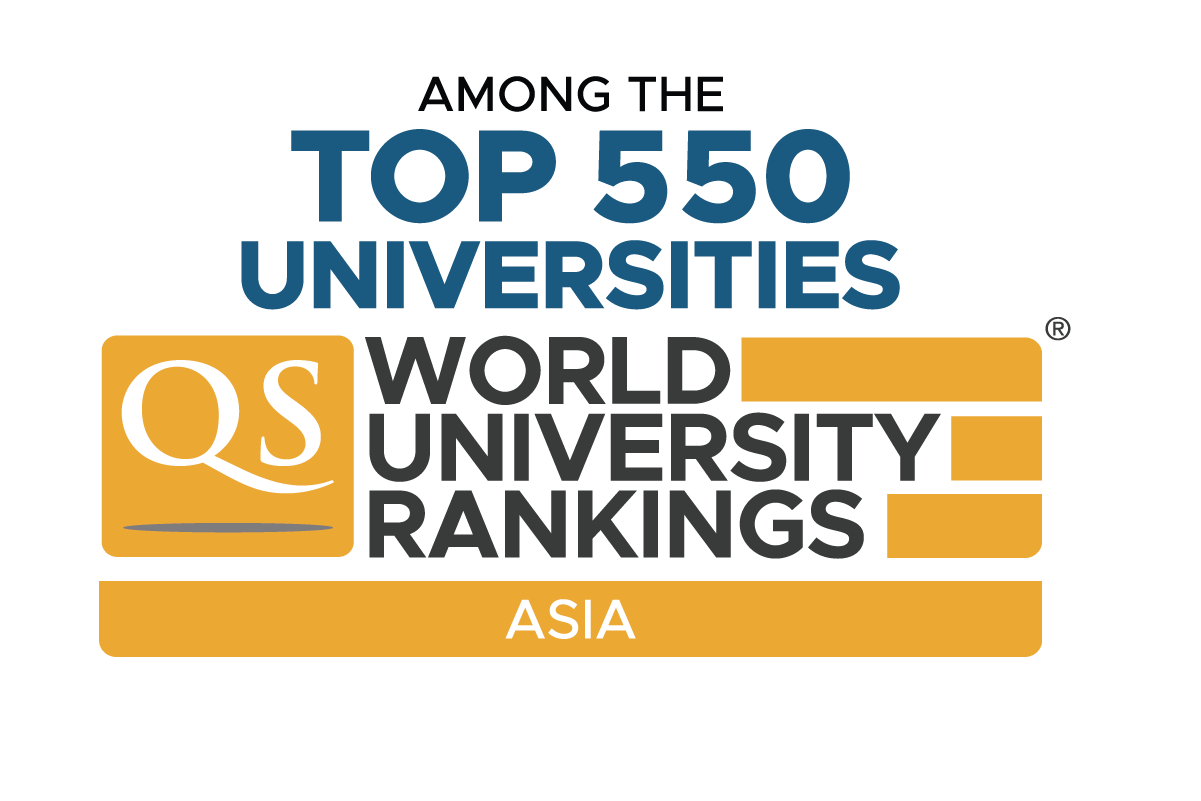 AMONG THE
TOP 550
UNIVERSITIES
QS
WORLD
UNIVERSITY
RANKINGS
®
ASIA